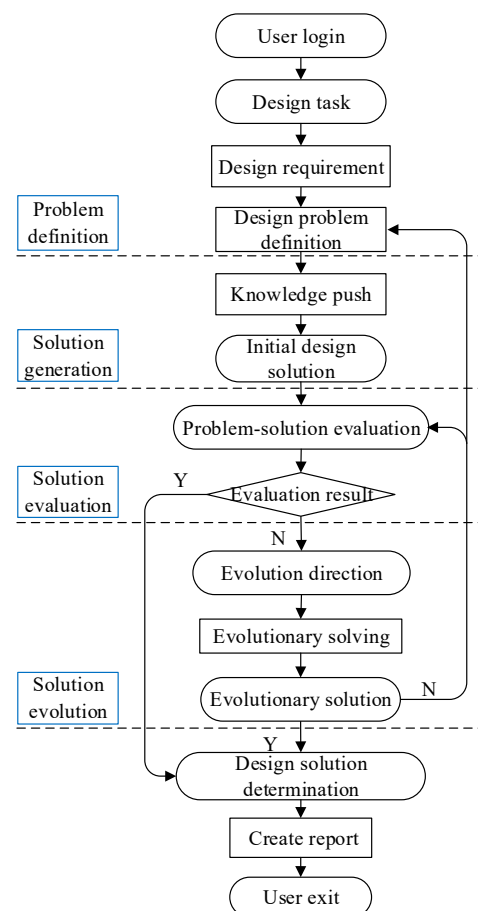 User login
Design task
Design requirement
Problem
definition
Design problem
definition
Knowledge push
Solution
generation
Initial design
solution
Problem-solution evaluation
Solution
evaluation
Y
Evaluation result
N
Evolution direction
Evolutionary solving
Solution
evolution
Evolutionary solution
N
Y
Design solution
determination
Create report
User exit